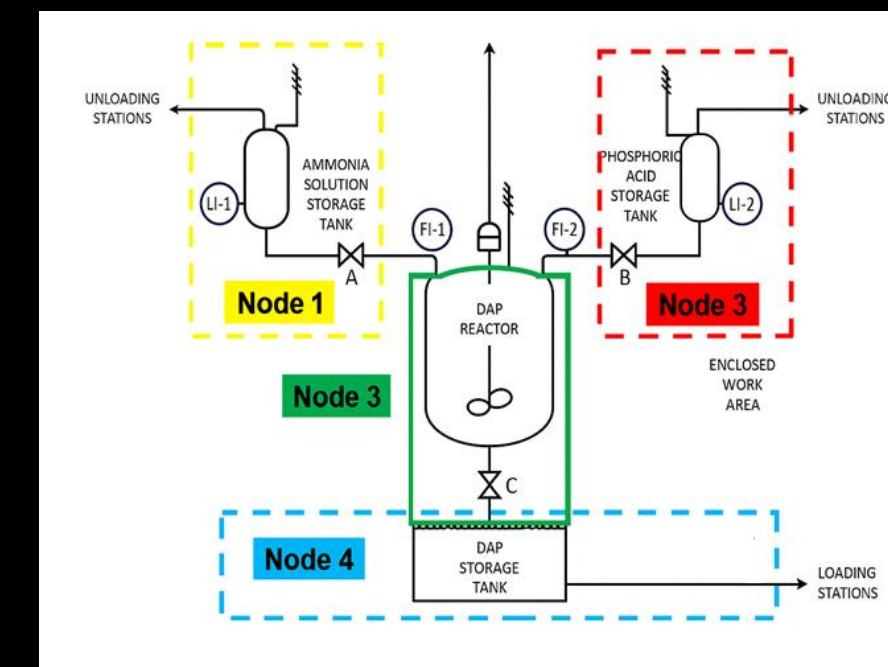 UNLOADING
STATIONS
AMMONIA
SOLUTION
STORAGE
TANK
LI-1
A
Node 1
FI-1
FI-2
PHOSPHORIC
ACID
STORAGE
TANK
LI-2
UNLOADING
STATIONS
B
Node 3
DAP
REACTOR
Node 3
ENCLOSED
WORK
AREA
C
Node 4
DAP
STORAGE
TANK
LOADING
STATIONS